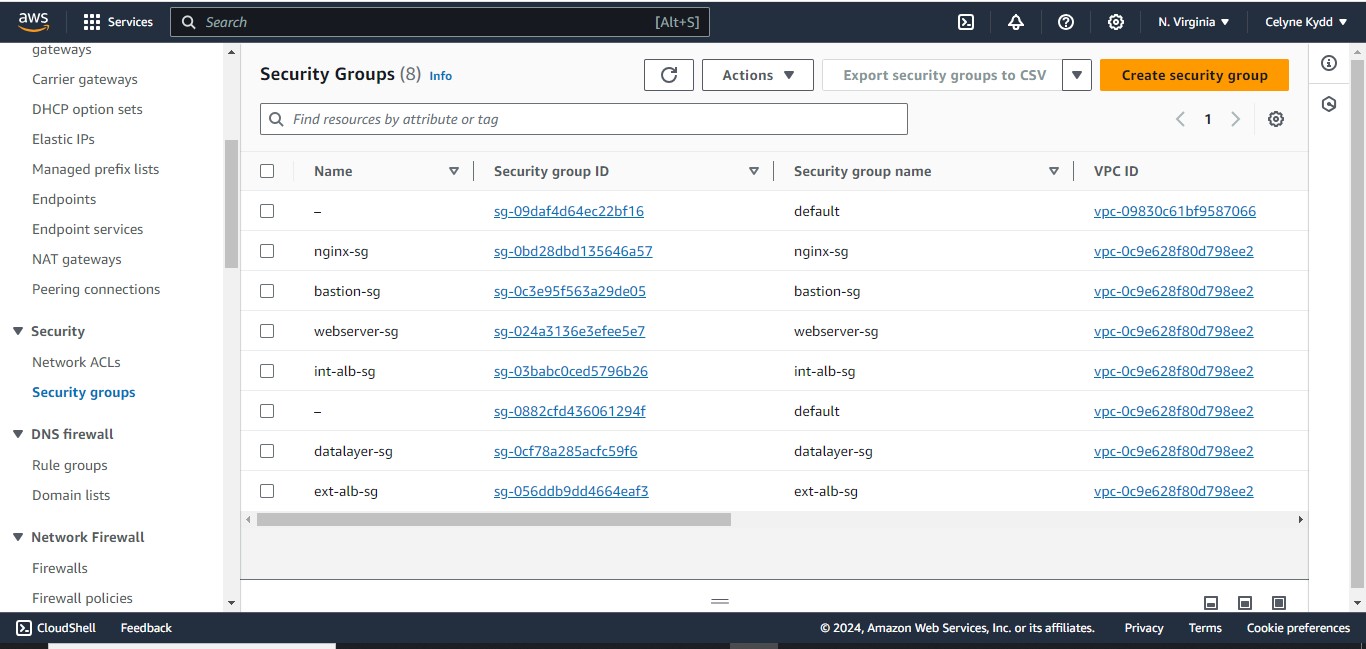 aws
Services
Search [Alt+S]
N. Virginia
Celyne Kydd
gateways
Carrier gateways
DHCP option sets
Elastic IPs
Managed prefix lists
Endpoints
Endpoint services
NAT gateways
Peering connections
Security
Network ACLs
Security groups
DNS firewall
Rule groups
Domain lists
Network Firewall
Firewalls
Firewall policies
Security Groups (8) Info
Actions
Export security groups to CSV
Create security group
Find resources by attribute or tag
1
Name Security group ID Security group name VPC ID
– sg-09daf4d64ec22bf16 default vpc-09830c61bf9587066
nginx-sg sg-0bd28dbd135646a57 nginx-sg vpc-0c9e628f80d798ee2
bastion-sg sg-0c3e95f563a29de05 bastion-sg vpc-0c9e628f80d798ee2
webserver-sg sg-024a3136e3efee5e7 webserver-sg vpc-0c9e628f80d798ee2
int-alb-sg sg-03babc0ced5796b26 int-alb-sg vpc-0c9e628f80d798ee2
– sg-0882cfd436061294f default vpc-0c9e628f80d798ee2
datalayer-sg sg-0cf78a285acfc59f6 datalayer-sg vpc-0c9e628f80d798ee2
ext-alb-sg sg-056ddb9dd4664eaf3 ext-alb-sg vpc-0c9e628f80d798ee2
CloudShell
Feedback
© 2024, Amazon Web Services, Inc. or its affiliates.
Privacy
Terms
Cookie preferences